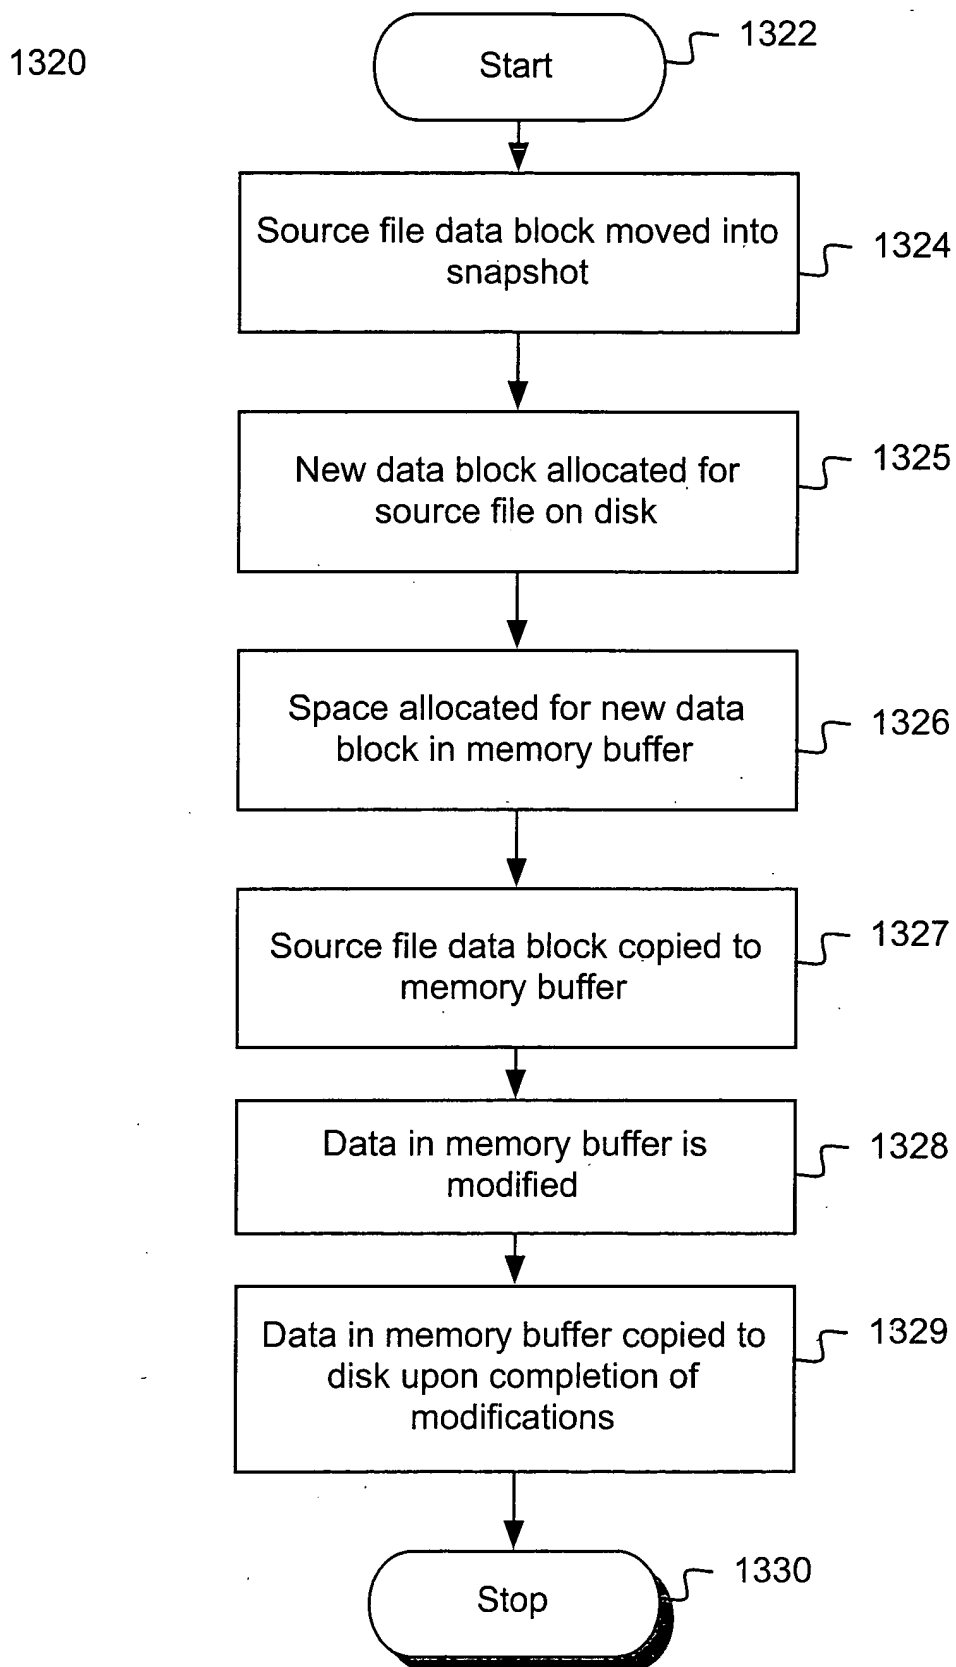 1320
Start
1322
Source file data block moved into
snapshot
1324
New data block allocated for
source file on disk
1325
Space allocated for new data
block in memory buffer
1326
Source file data block copied to
memory buffer
1327
Data in memory buffer is
modified
1328
Data in memory buffer copied to
disk upon completion of
modifications
1329
Stop
1330